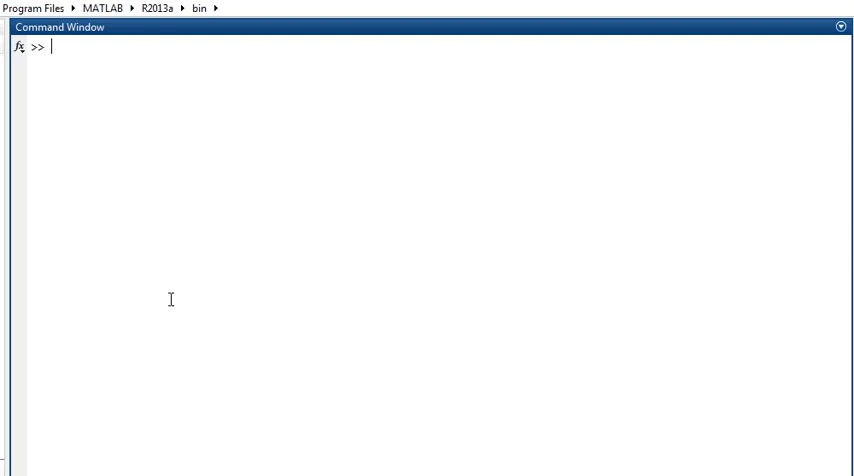 Program Files ▸ MATLAB ▸ R2013a ▸ bin ▸
Command Window
fx >>